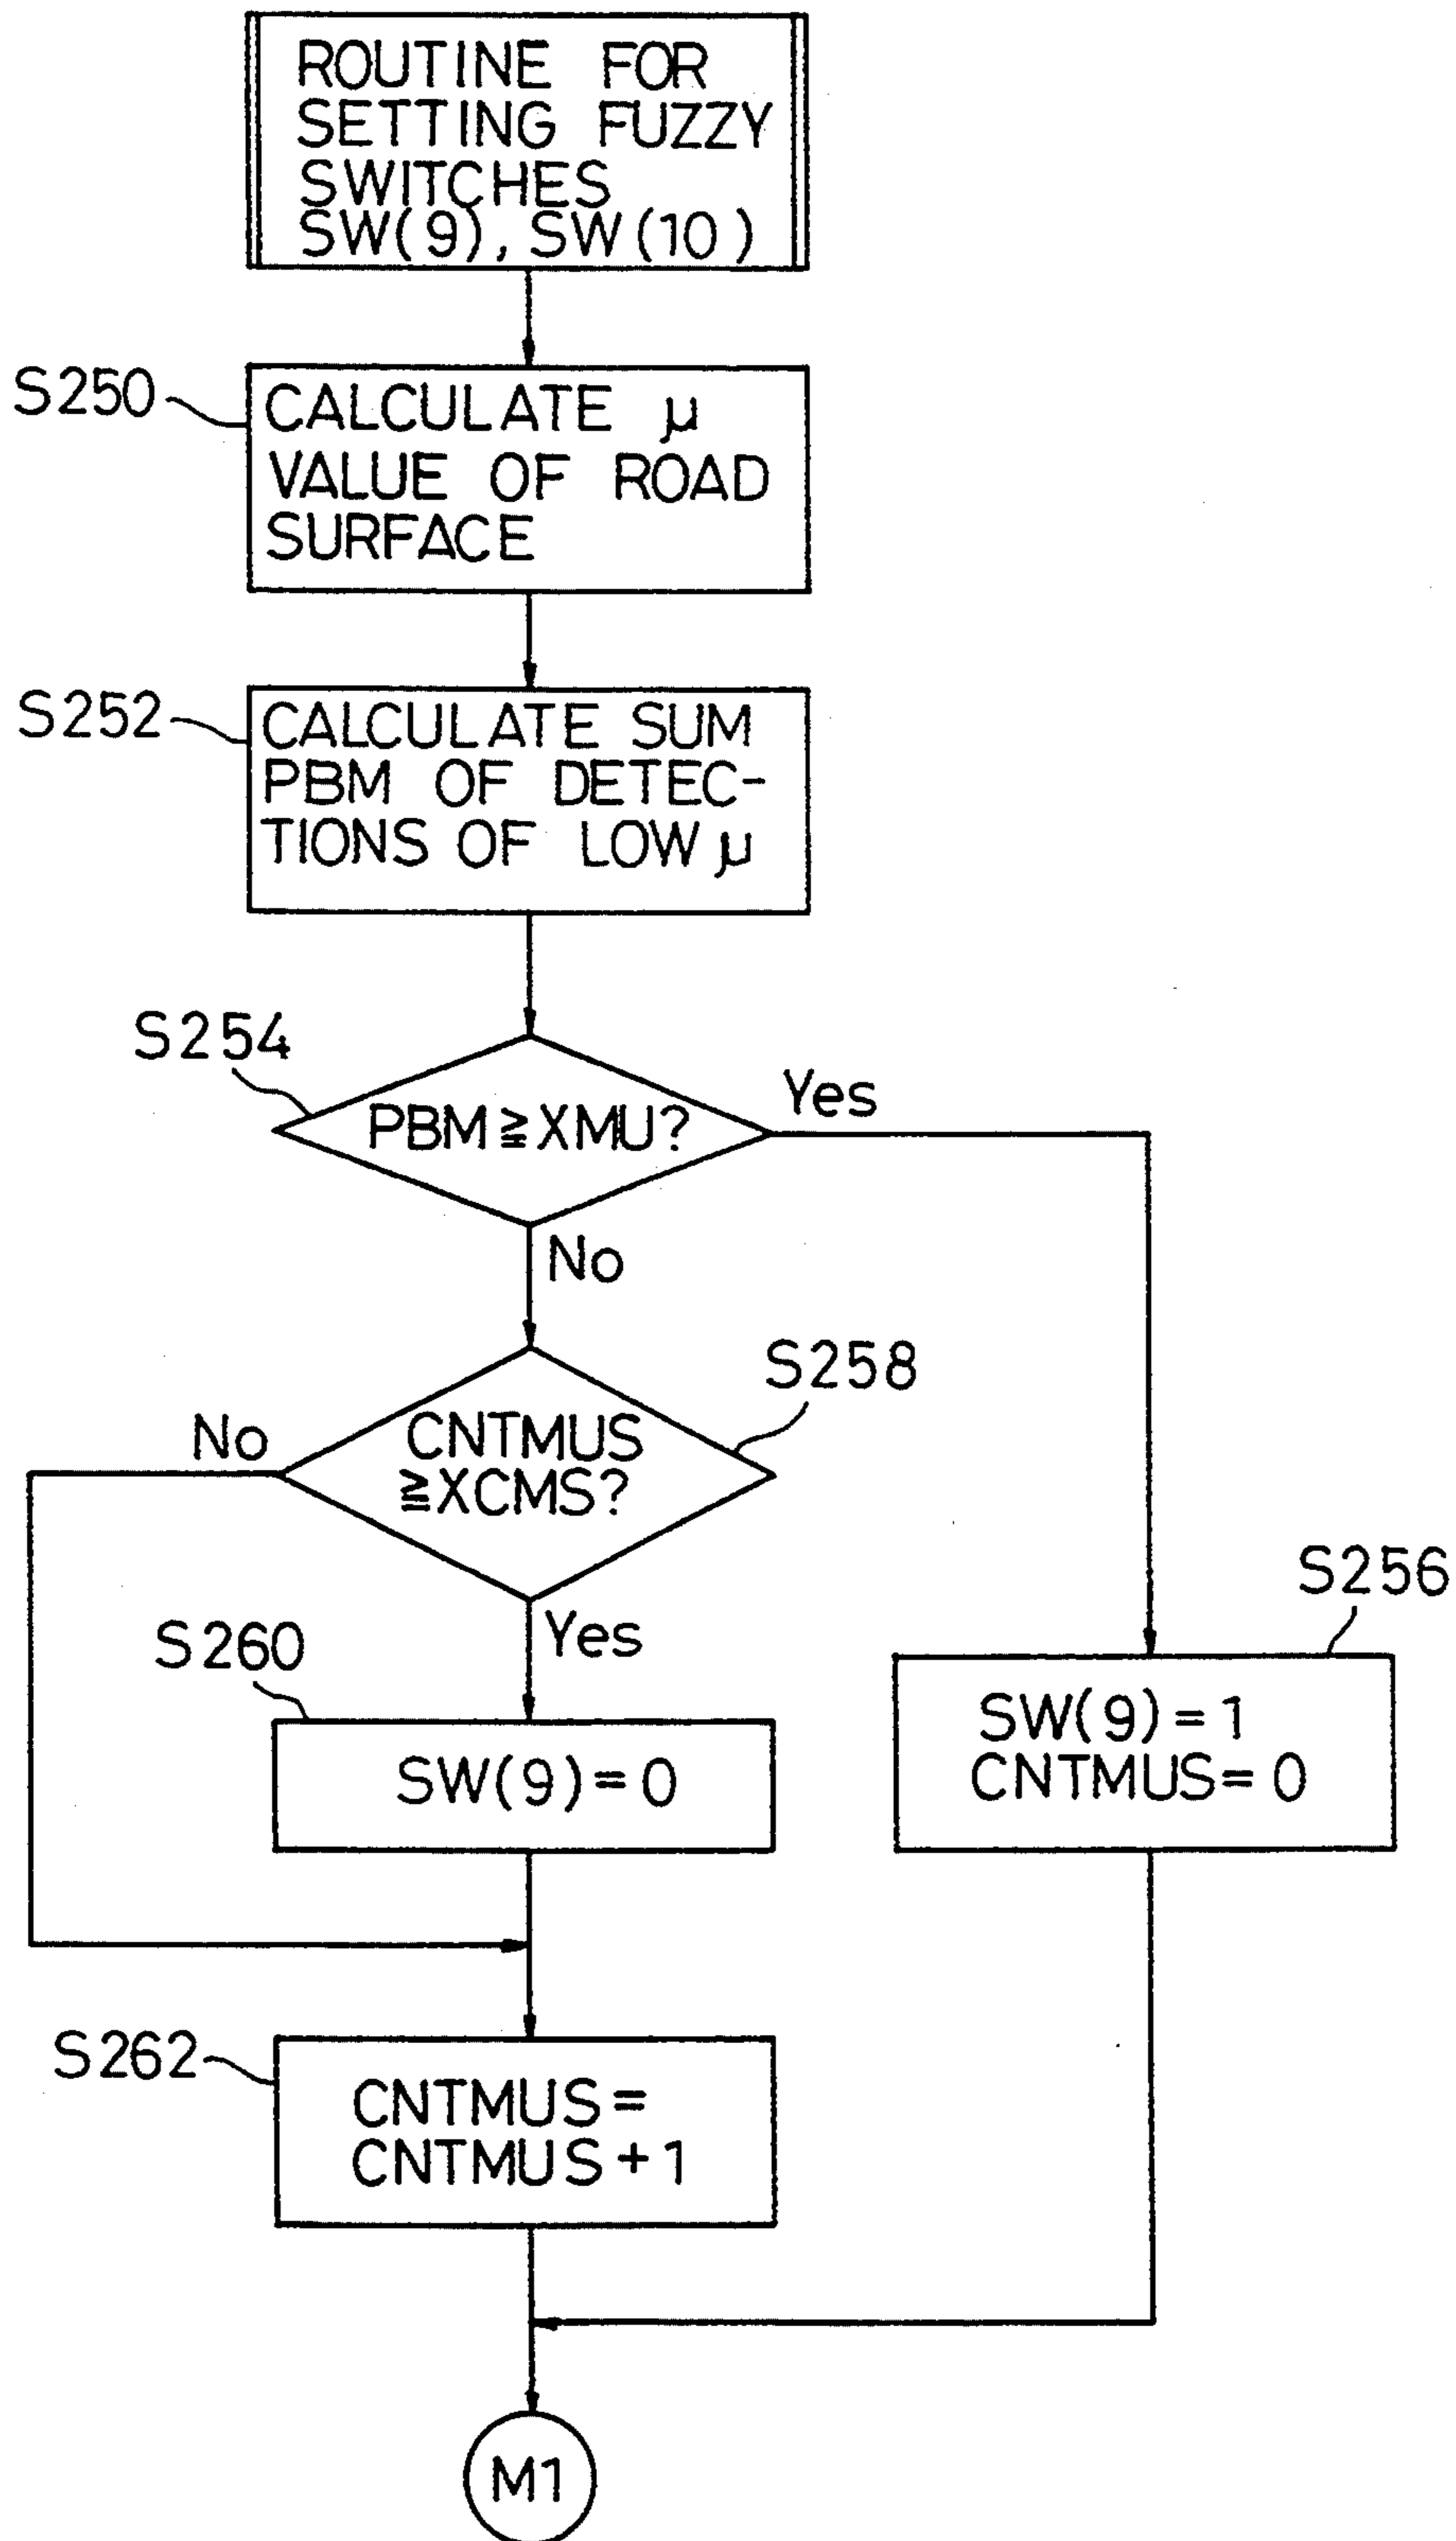 ROUTINE FOR
SETTING FUZZY
SWITCHES
SW(9), SW(10)
S250
CALCULATE μ
VALUE OF ROAD
SURFACE
S252
CALCULATE SUM
PBM OF DETEC-
TIONS OF LOW μ
S254
PBM ≧ XMU?
Yes
No
S258
CNTMUS
≧XCMS?
No
Yes
S256
SW(9) = 1
CNTMUS = 0
S260
SW(9) = 0
S262
CNTMUS =
CNTMUS + 1
M1